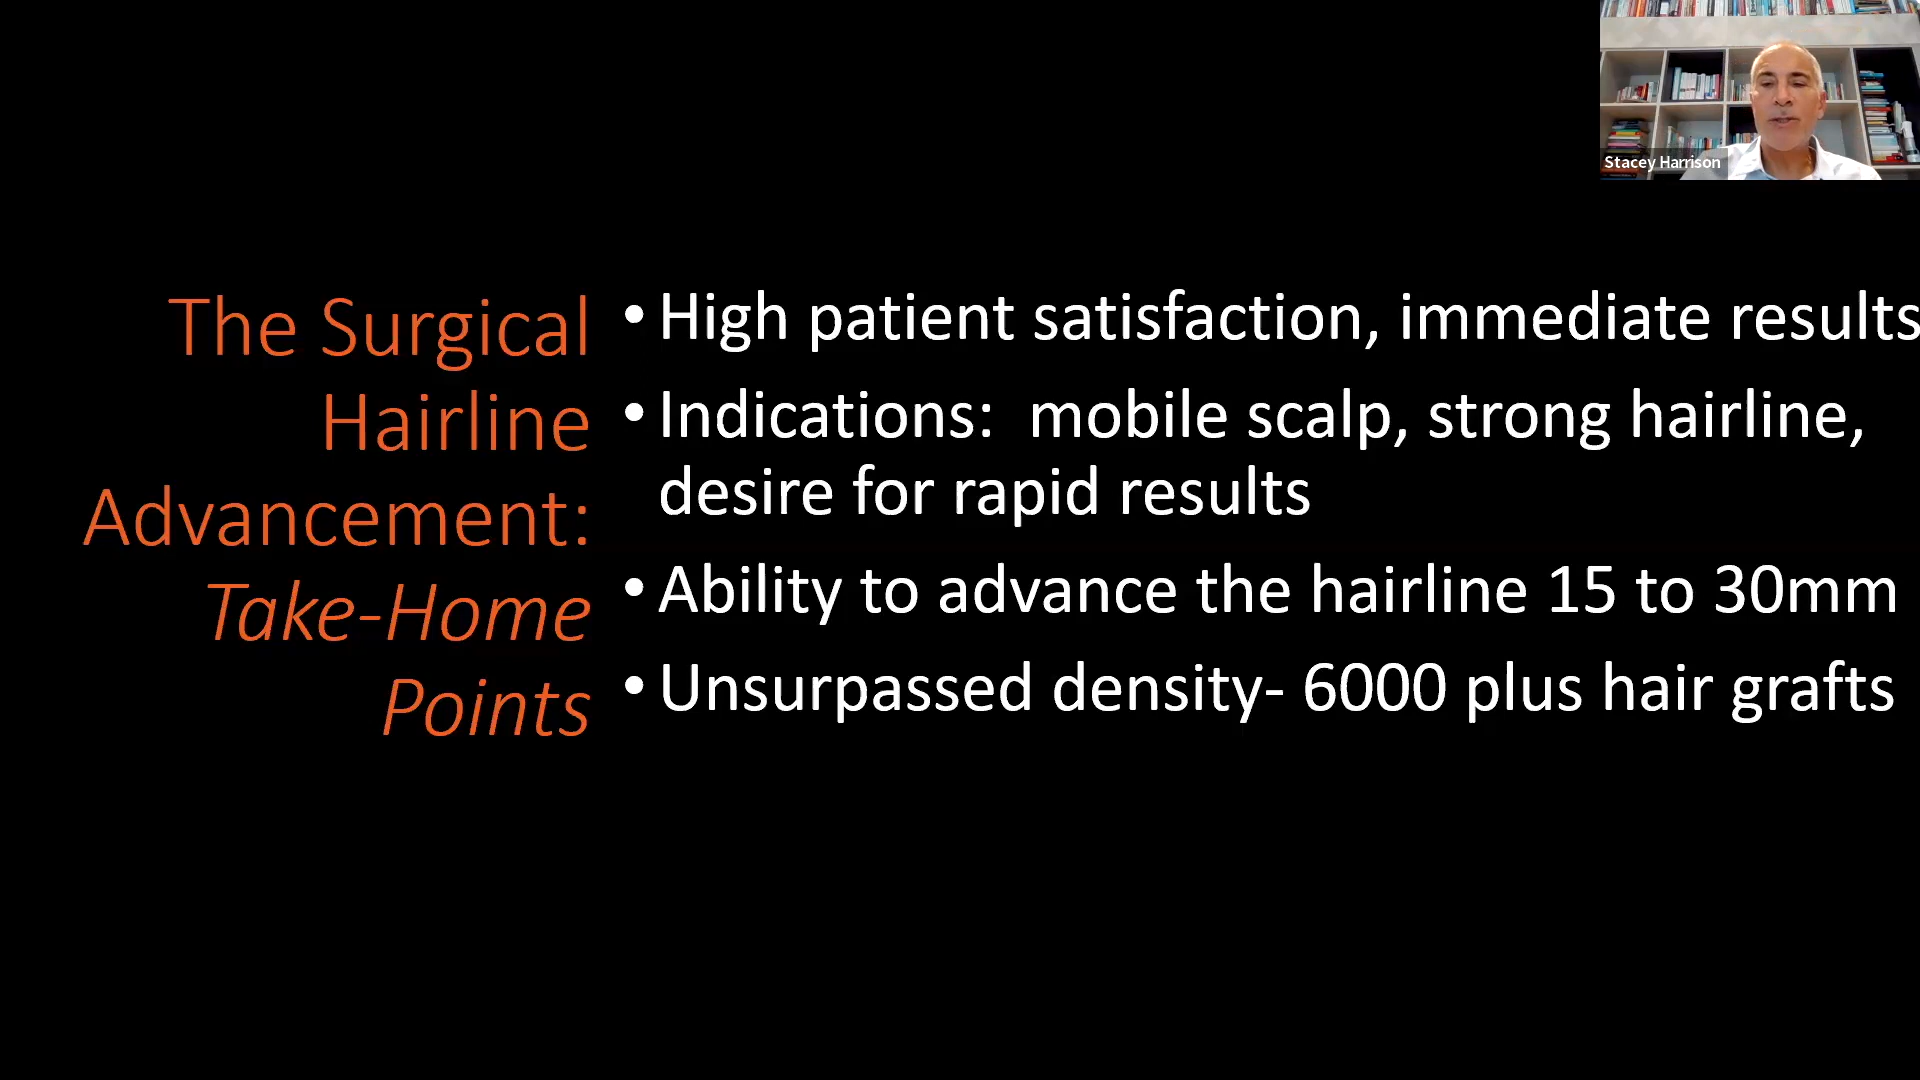 The Surgical
Hairline
Advancement:
Take-Home
Points
• High patient satisfaction, immediate results
• Indications:  mobile scalp, strong hairline,
desire for rapid results
• Ability to advance the hairline 15 to 30mm
• Unsurpassed density- 6000 plus hair grafts
Stacey Harrison